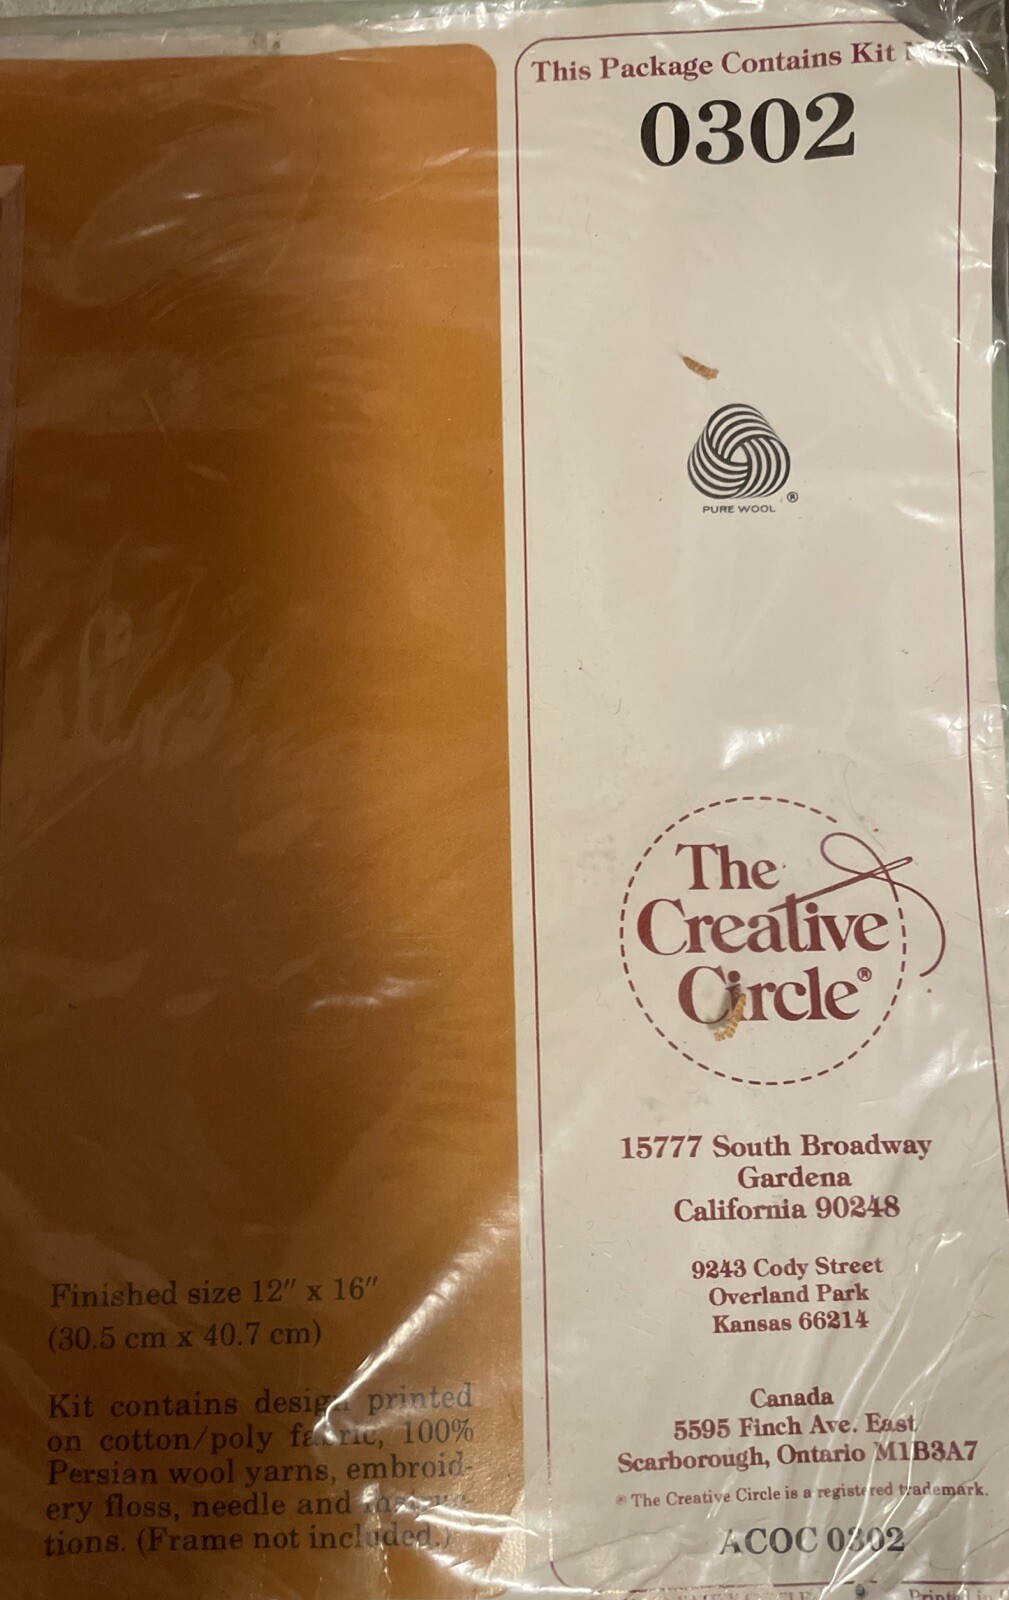 This Package Contains Kit
0302
®
PURE WOOL
The
Creative
Circle®
15777 South Broadway
Gardena
California 90248
9243 Cody Street
Overland Park
Kansas 66214
Canada
5595 Finch Ave. East
Scarborough, Ontario M1B3A7
® The Creative Circle is a registered trademark.
ACOC 0302
Printed in
Finished size 12" x 16"
(30.5 cm x 40.7 cm)
Kit contains design printed
on cotton/poly fabric, 100%
Persian wool yarns, embroid-
ery floss, needle and instruc-
tions. (Frame not included.)